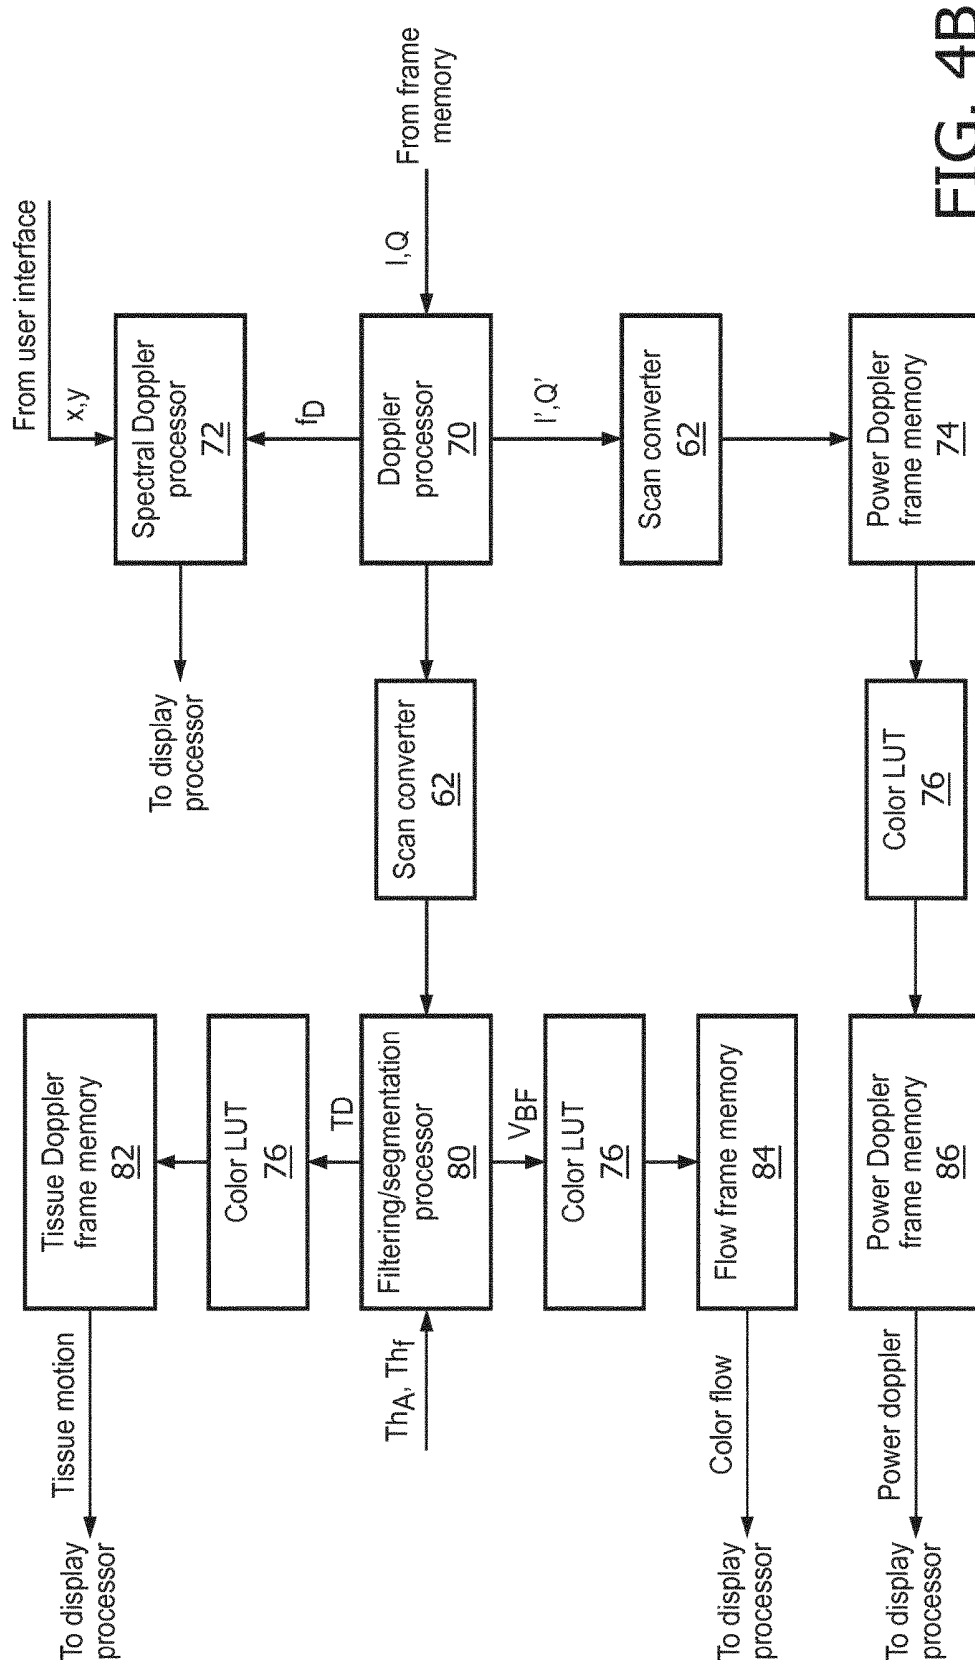 From user interface
x,y
Spectral Doppler
processor
72
To display
processor
fD
From frame
memory
I,Q
Doppler
processor
70
I',Q'
Scan converter
62
Scan converter
62
Power Doppler
frame memory
74
Color LUT
76
Tissue Doppler
frame memory
82
Tissue motion
To display
processor
Color LUT
76
TD
Filtering/segmentation
processor
80
ThA, Thf
VBF
Color LUT
76
Flow frame memory
84
Color flow
To display
processor
Power Doppler
frame memory
86
Power doppler
To display
processor
FIG. 4B